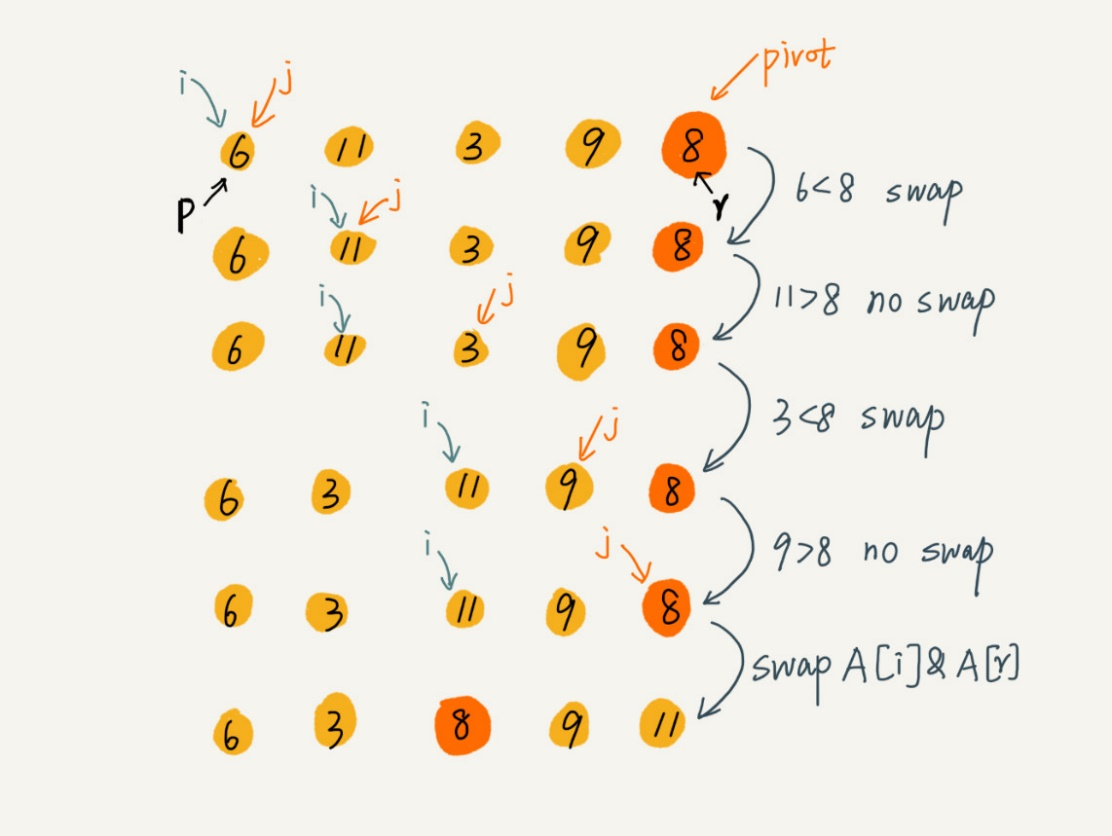 pivot
i j
6 11 3 9 8
p r
6<8 swap
i j
6 11 3 9 8
11>8 no swap
i j
6 11 3 9 8
3<8 swap
i j
6 3 11 9 8
9>8 no swap
i j
6 3 11 9 8
swap A[i]&A[r]
6 3 8 9 11